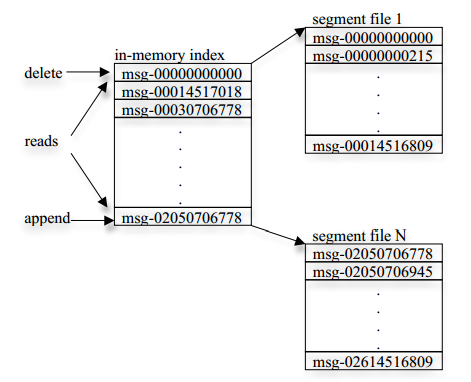 segment file 1
in-memory index
msg-00000000000
msg-00000000215
msg-00014516809
delete
msg-00000000000
msg-00014517018
msg-00030706778
reads
append
msg-02050706778
segment file N
msg-02050706778
msg-02050706945
msg-02614516809